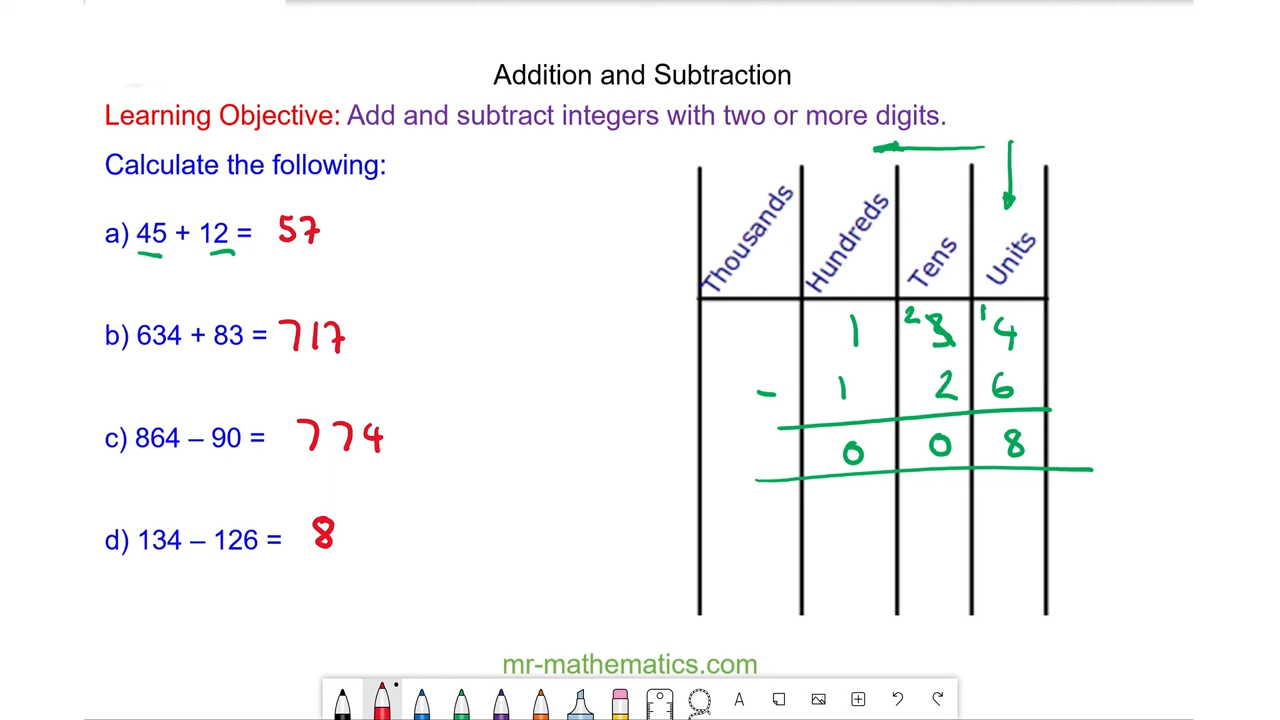 Addition and Subtraction
Learning Objective: Add and subtract integers with two or more digits.
Calculate the following:
a) 45 + 12 = 57
b) 634 + 83 = 717
c) 864 – 90 = 774
d) 134 – 126 = 8
Thousands Hundreds Tens Units
1 2 3 1 4
- 1 2 6
0 0 8
mr-mathematics.com
A